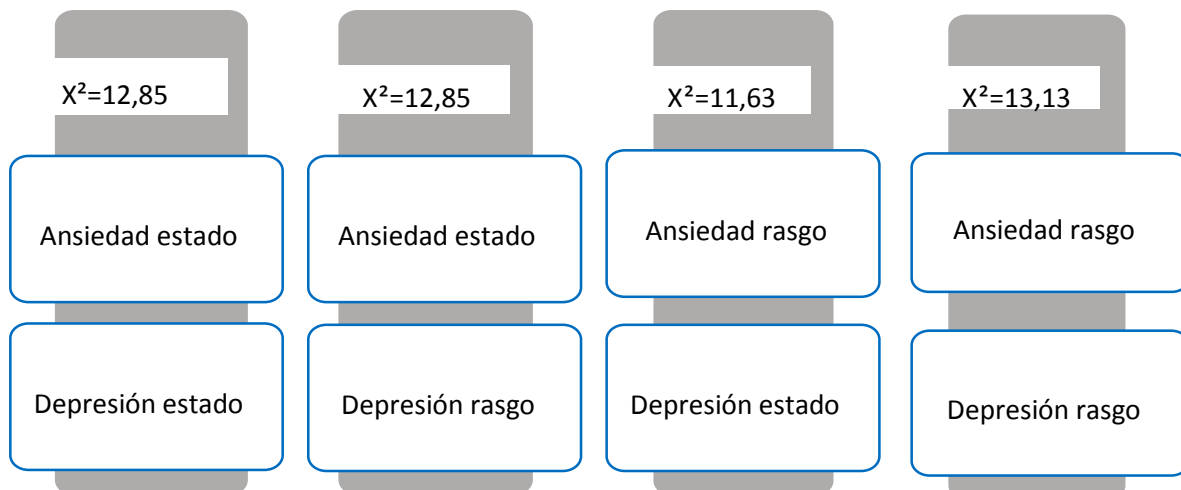 X²=12,85
Ansiedad estado
Depresión estado
X²=12,85
Ansiedad estado
Depresión rasgo
X²=11,63
Ansiedad rasgo
Depresión estado
X²=13,13
Ansiedad rasgo
Depresión rasgo